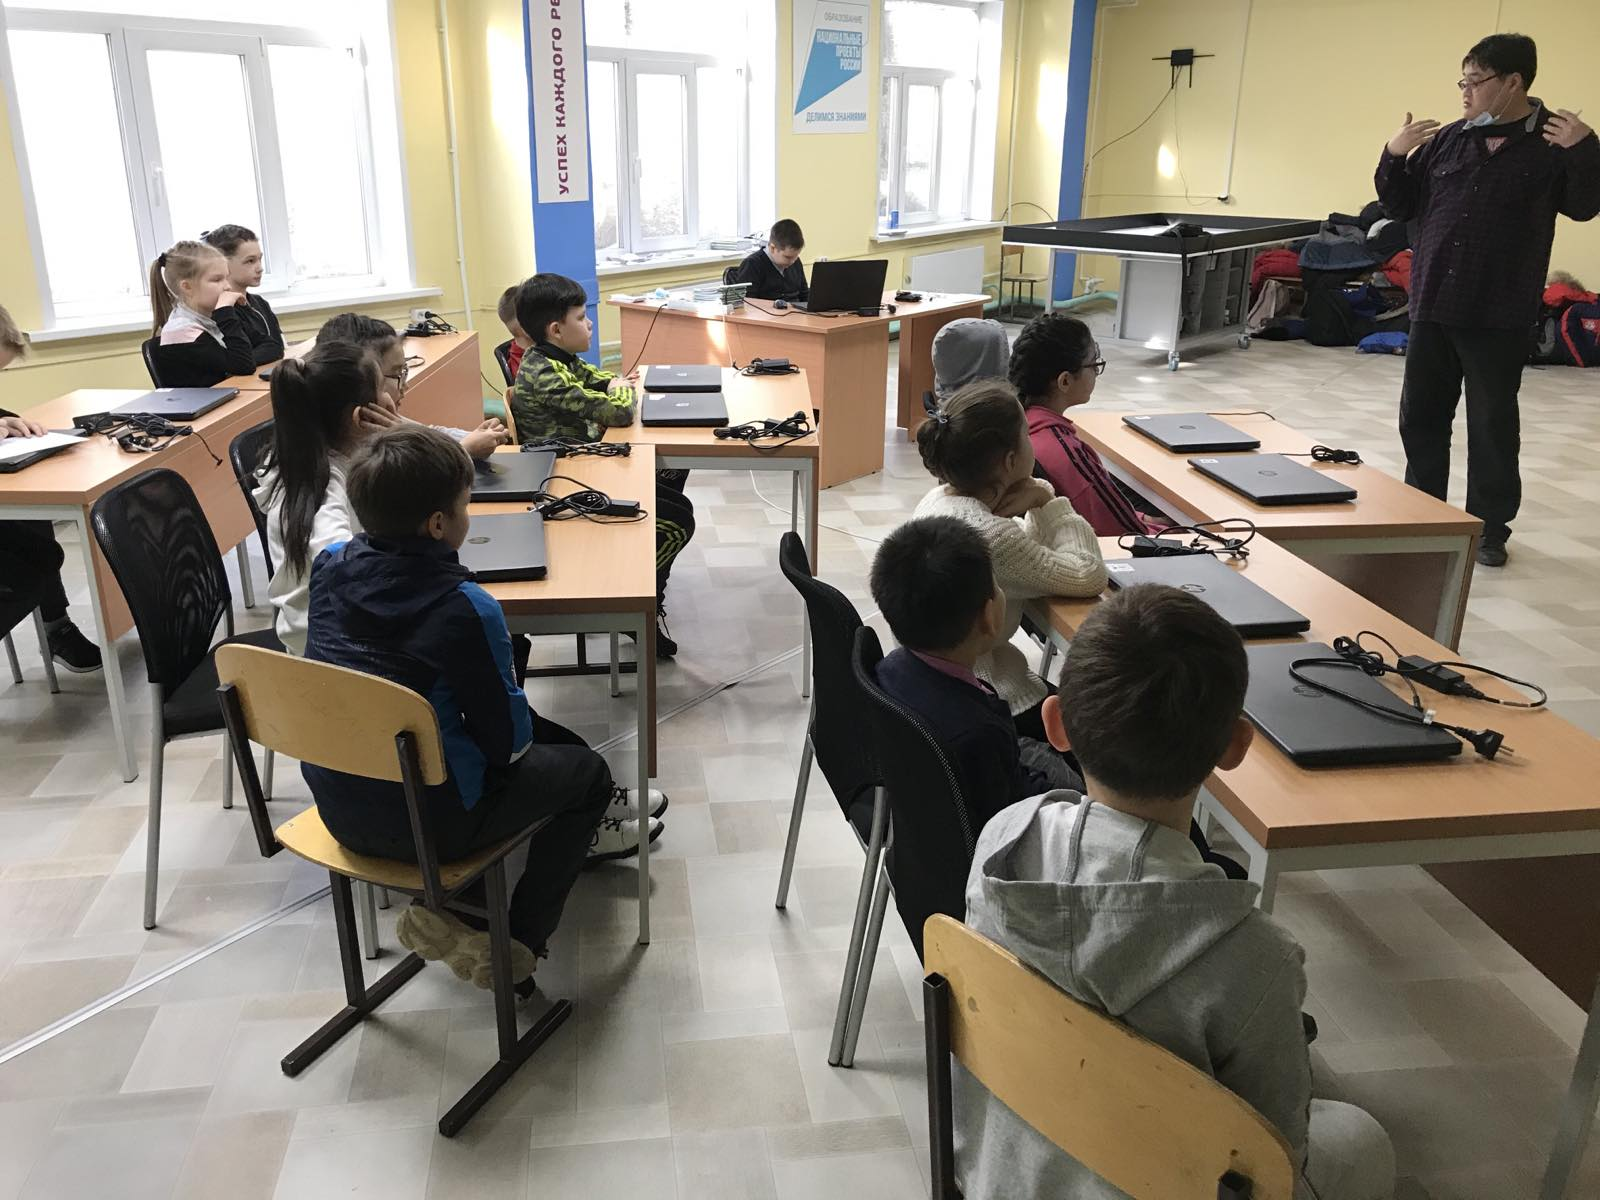 УСПЕХ КАЖДОГО РЕ
ОБРАЗОВАНИЕ
НАЦИОНАЛЬНЫЕ
ПРОЕКТЫ
РОССИИ
ДЕЛИМСЯ ЗНАНИЯМИ